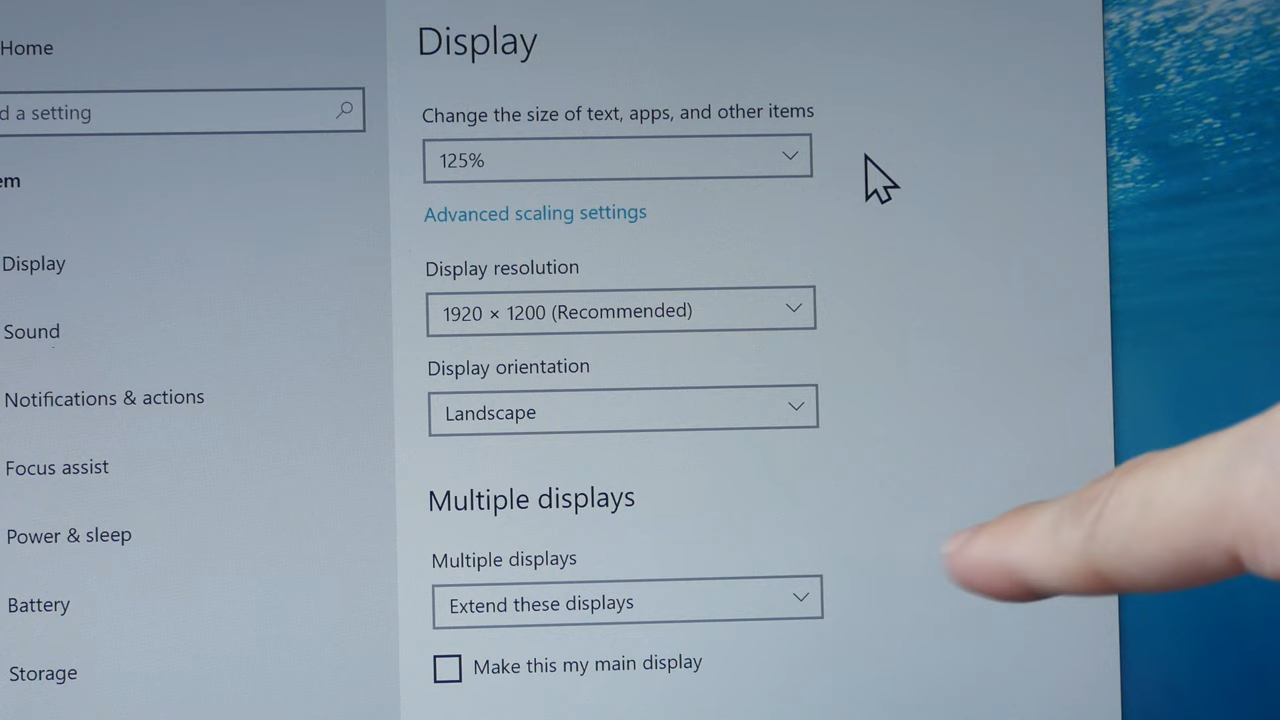 Home
d a setting
em
Display
Sound
Notifications & actions
Focus assist
Power & sleep
Battery
Storage
Display
Change the size of text, apps, and other items
125%
Advanced scaling settings
Display resolution
1920 × 1200 (Recommended)
Display orientation
Landscape
Multiple displays
Multiple displays
Extend these displays
Make this my main display